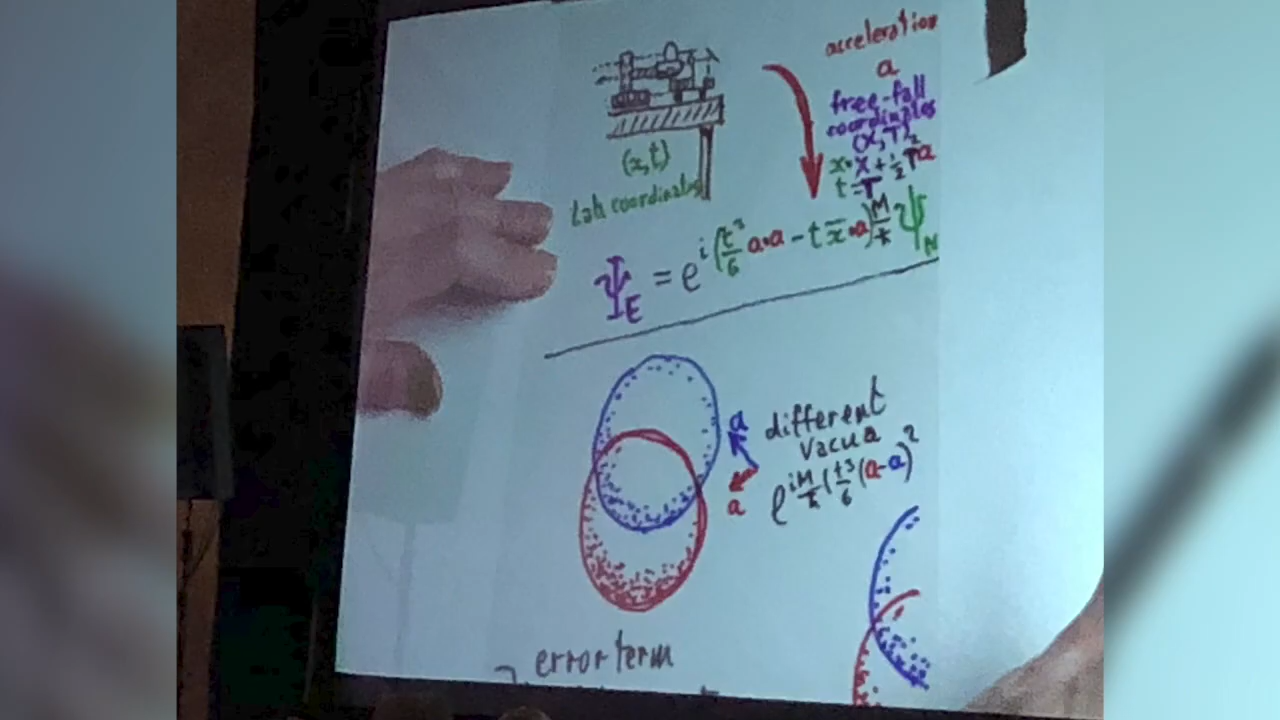 acceleration
a
free-fall
coordinates
(X,T)
x=X+½T²a
t=T
(x,t)
Lab coordinates
Ψ_E = e^{i(t³/6 a·a - t x̄·a) M/ħ} ψ_N
a
different
vacua
a
e^{i M/ħ (t³/6 (a-a)²}
error term